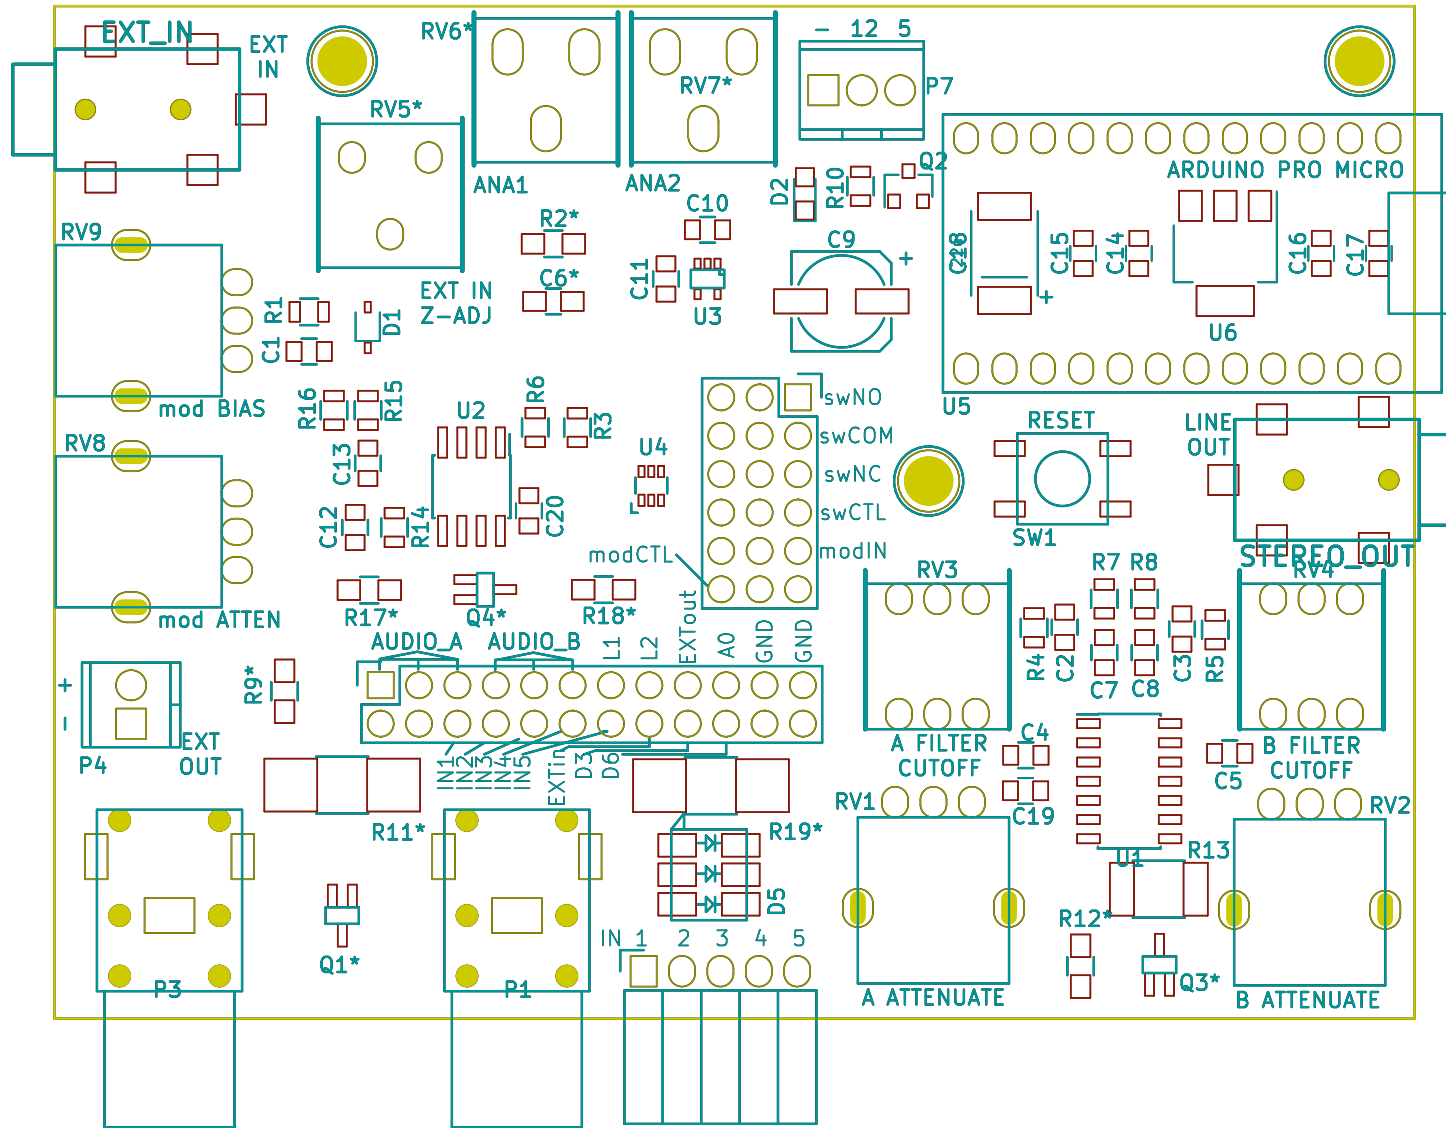 EXT_IN
EXT
IN
RV6*
RV7*
- 12 5
P7
RV5*
ANA1
ANA2
D2
R10
Q2
ARDUINO PRO MICRO
RV9
R2*
C10
C9
+
C15
C14
C16
C17
C6*
C11
EXT IN
Z-ADJ
U3
+
U6
R1
D1
C1
mod BIAS
R16
R15
U2
R6
R3
swNO
U5
RESET
LINE
OUT
RV8
C13
U4
swCOM
swNC
swCTL
modIN
C12
R14
C20
modCTL
SW1
STEREO_OUT
R17*
Q4*
R18*
RV3
R7
R8
RV4
mod ATTEN
AUDIO_A
AUDIO_B
L1
L2
EXTout
A0
GND
GND
R4
C2
C7
C8
C3
R5
+
-
R9*
P4
EXT
OUT
IN1
IN2
IN3
IN4
IN5
EXTin
D3
D6
A FILTER
CUTOFF
C4
C5
B FILTER
CUTOFF
C19
RV1
RV2
R11*
R19*
U1
R13
D5
R12*
Q1*
IN 1 2 3 4 5
Q3*
P3
P1
A ATTENUATE
B ATTENUATE